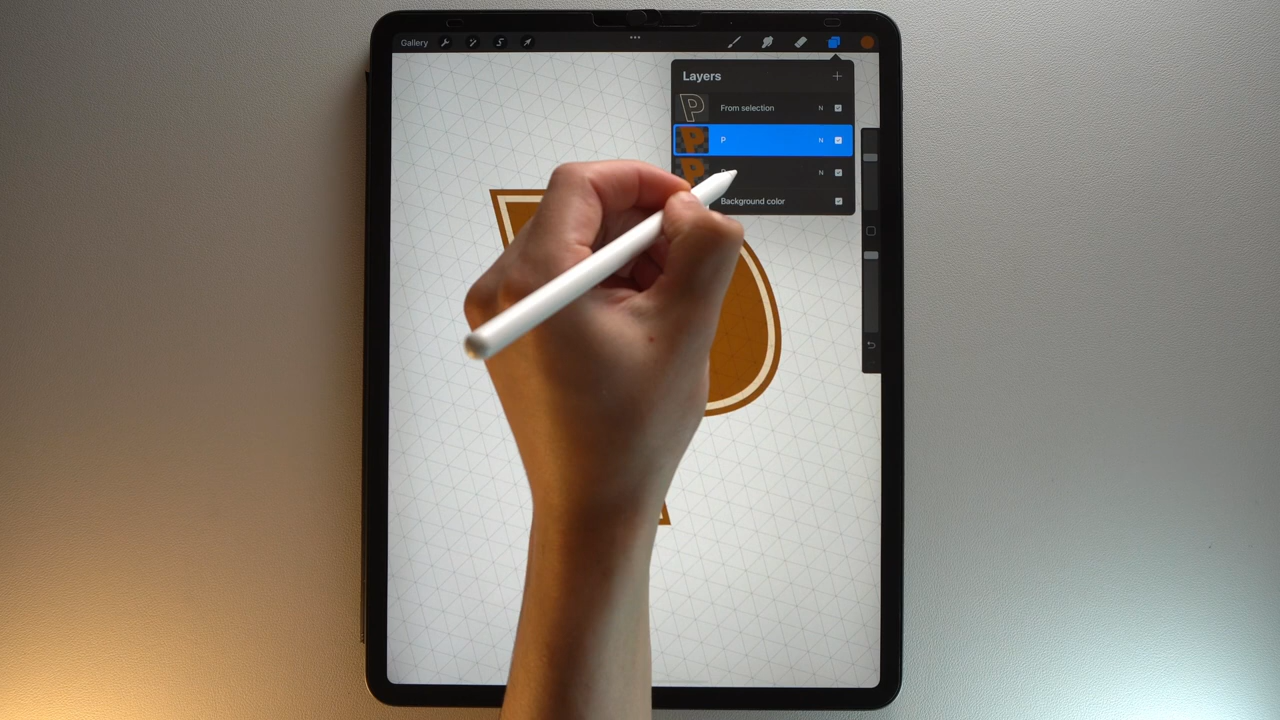 Gallery
Layers
From selection N
P N
N
Background color
P